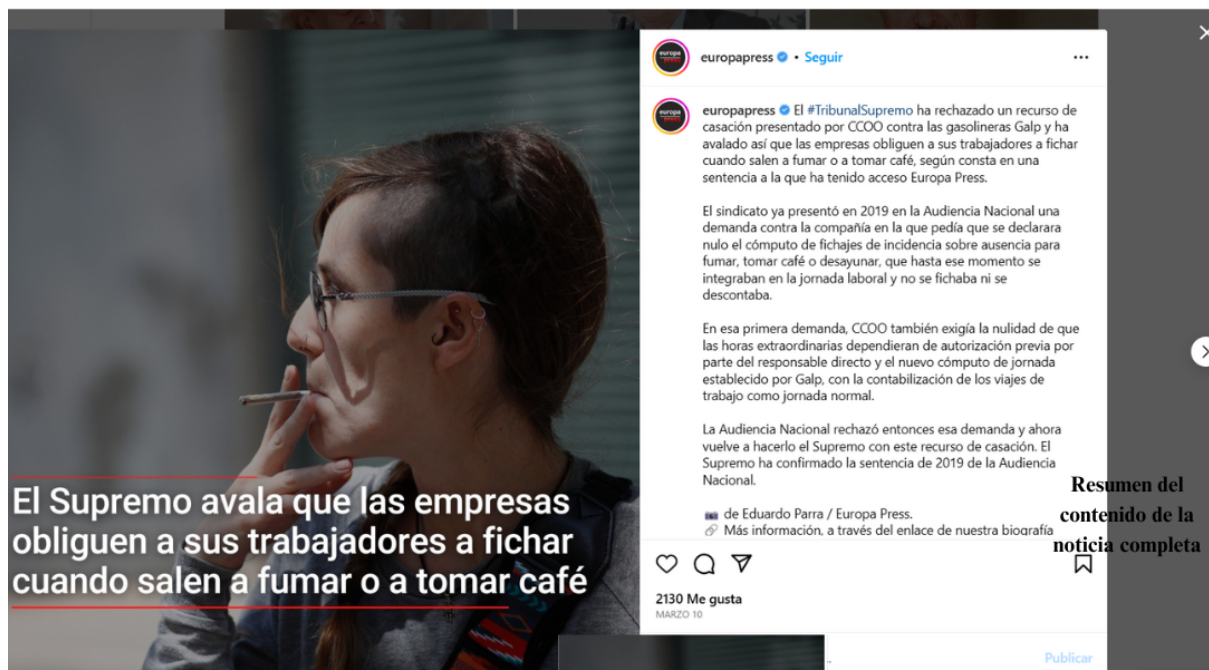 El Supremo avala que las empresas
obliguen a sus trabajadores a fichar
cuando salen a fumar o a tomar café
europa
press
europapress • Seguir
europa
press
europapress El #TribunalSupremo ha rechazado un recurso de
casación presentado por CCOO contra las gasolineras Galp y ha
avalado así que las empresas obliguen a sus trabajadores a fichar
cuando salen a fumar o a tomar café, según consta en una
sentencia a la que ha tenido acceso Europa Press.
El sindicato ya presentó en 2019 en la Audiencia Nacional una
demanda contra la compañía en la que pedía que se declarara
nulo el cómputo de fichajes de incidencia sobre ausencia para
fumar, tomar café o desayunar, que hasta ese momento se
integraban en la jornada laboral y no se fichaba ni se
descontaba.
En esa primera demanda, CCOO también exigía la nulidad de que
las horas extraordinarias dependieran de autorización previa por
parte del responsable directo y el nuevo cómputo de jornada
establecido por Galp, con la contabilización de los viajes de
trabajo como jornada normal.
La Audiencia Nacional rechazó entonces esa demanda y ahora
vuelve a hacerlo el Supremo con este recurso de casación. El
Supremo ha confirmado la sentencia de 2019 de la Audiencia
Nacional.
de Eduardo Parra / Europa Press.
Más información, a través del enlace de nuestra biografía
Resumen del
contenido de la
noticia completa
2130 Me gusta
MARZO 10
Publicar